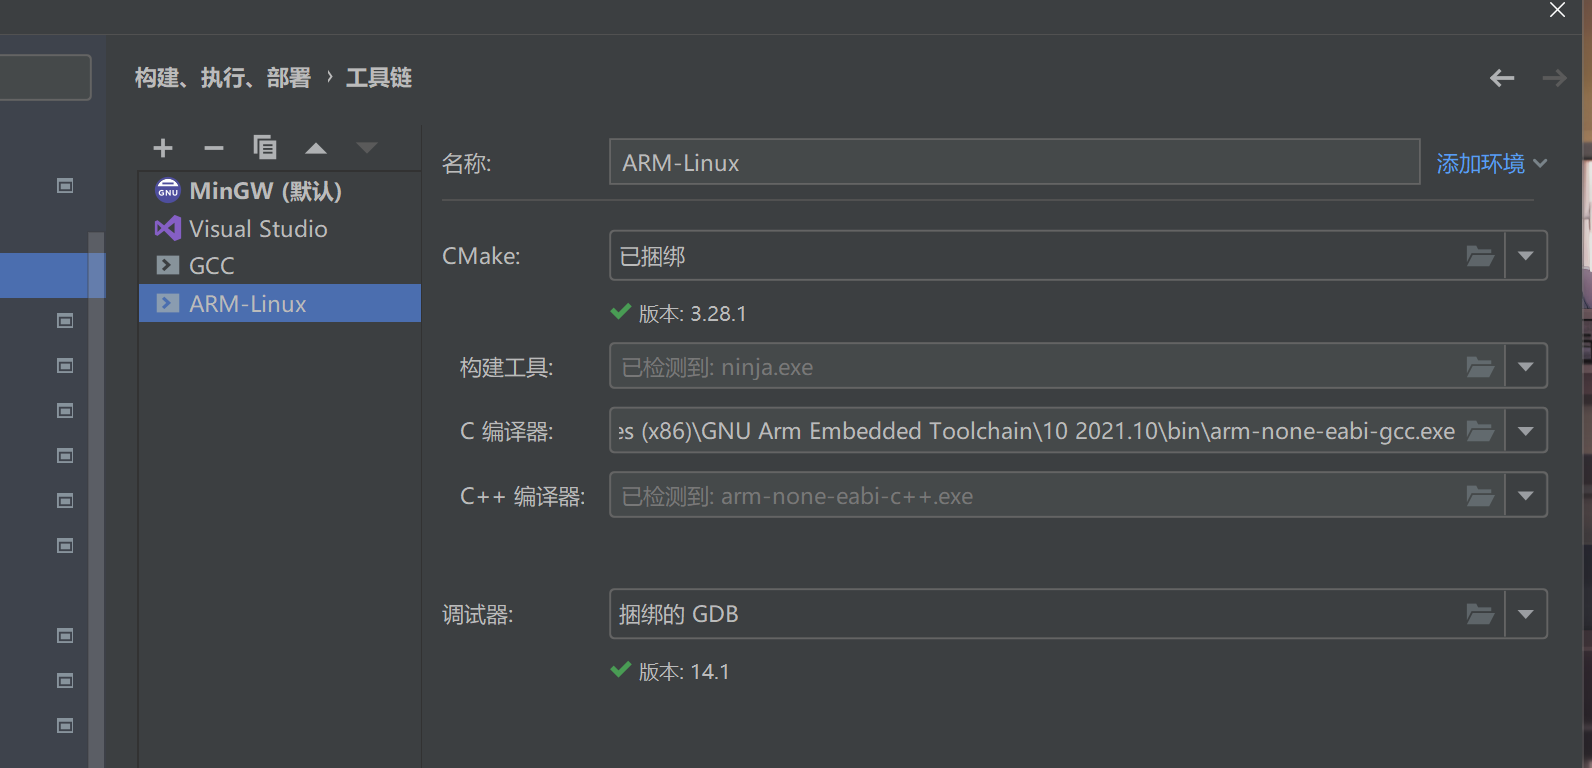 构建、执行、部署 › 工具链
MinGW (默认)
Visual Studio
GCC
ARM-Linux
名称: ARM-Linux 添加环境
CMake: 已捆绑
版本: 3.28.1
构建工具: 已检测到: ninja.exe
C 编译器: es (x86)\GNU Arm Embedded Toolchain\10 2021.10\bin\arm-none-eabi-gcc.exe
C++ 编译器: 已检测到: arm-none-eabi-c++.exe
调试器: 捆绑的 GDB
版本: 14.1